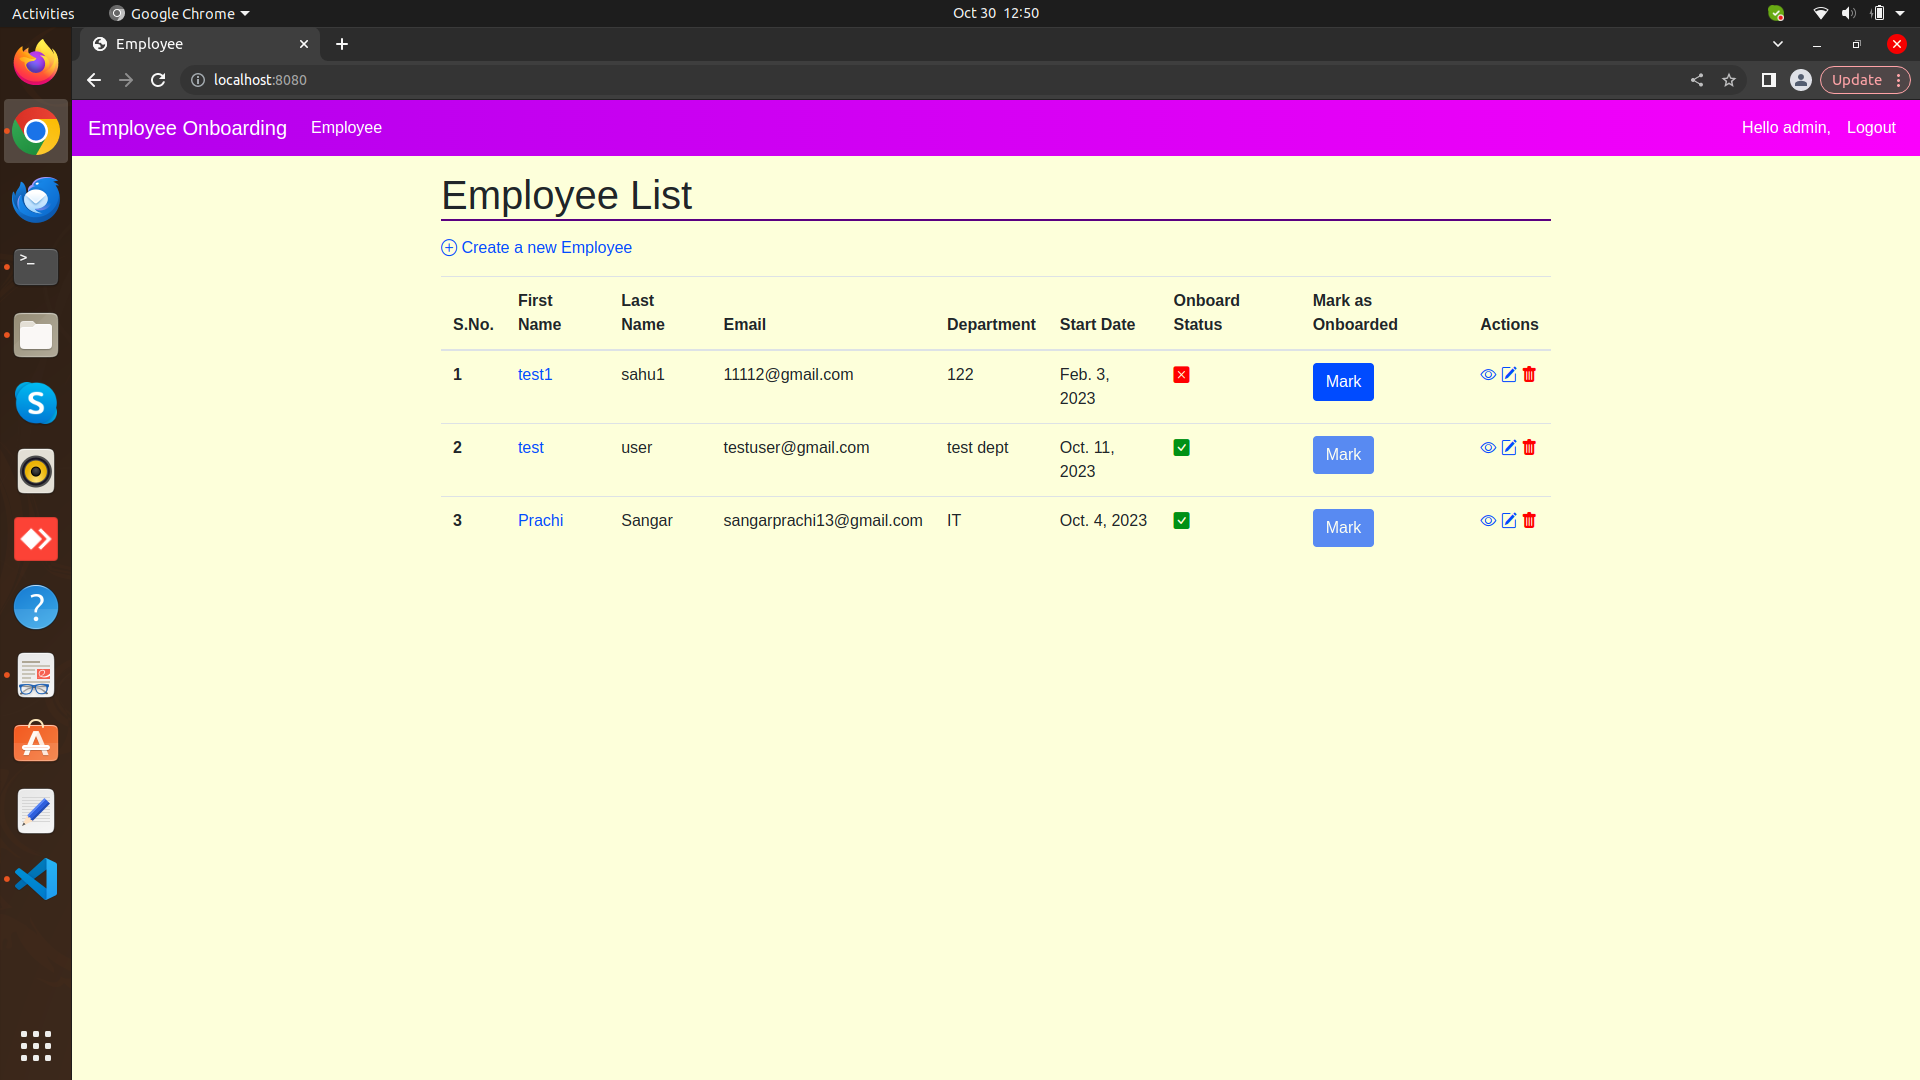 Activities
Google Chrome
Oct 30 12:50
Employee
localhost:8080
Update
Employee Onboarding
Employee
Hello admin,
Logout
Employee List
Create a new Employee
S.No. First Name Last Name Email Department Start Date Onboard Status Mark as Onboarded Actions
1 test1 sahu1 11112@gmail.com 122 Feb. 3, 2023 Mark
2 test user testuser@gmail.com test dept Oct. 11, 2023 Mark
3 Prachi Sangar sangarprachi13@gmail.com IT Oct. 4, 2023 Mark